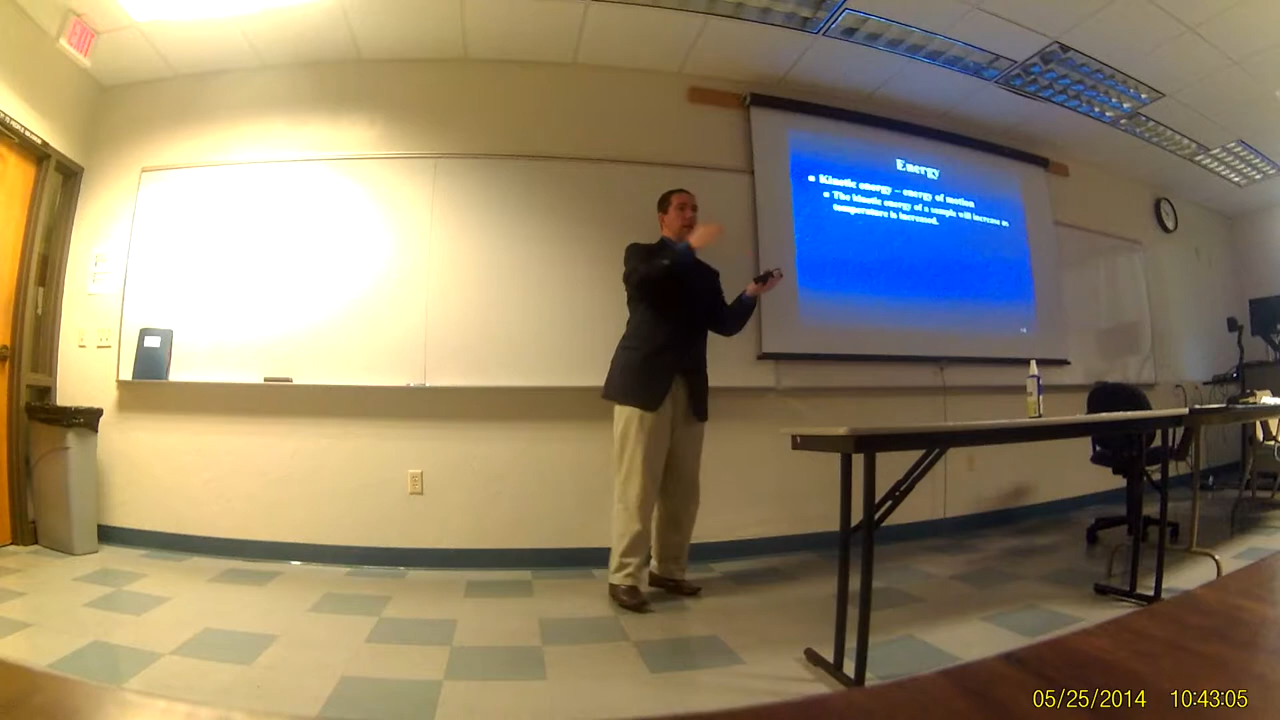 EXIT
Energy
Kinetic energy – energy of motion
The kinetic energy of a sample will increase as
temperature is increased.
05/25/2014 10:43:05